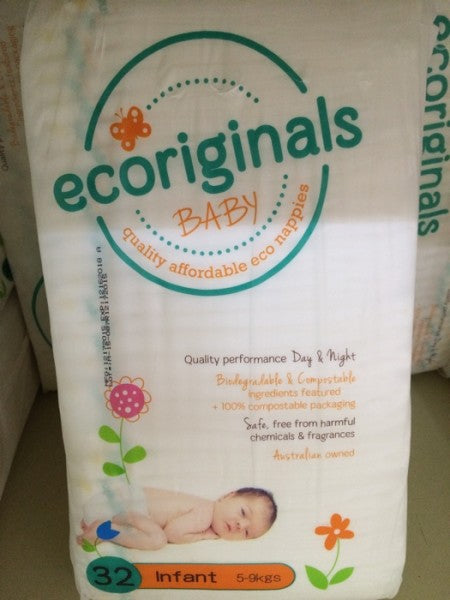 ecoriginals
BABY
quality affordable eco nappies
Quality performance Day & Night
Biodegradable & Compostable
ingredients featured
+ 100% compostable packaging
Safe, free from harmful
chemicals & fragrances
Australian owned
32 Infant 5-9kgs
ecoriginals